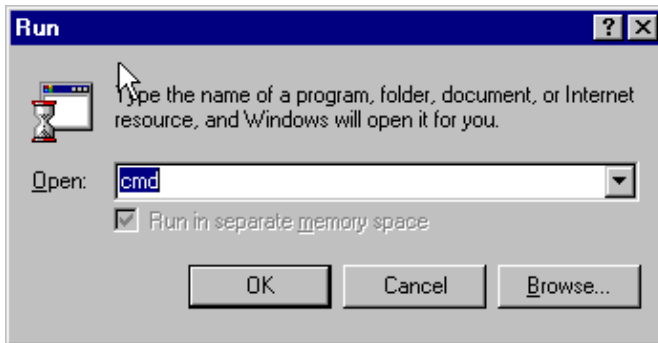 Run
Type the name of a program, folder, document, or Internet
resource, and Windows will open it for you.
Open: cmd
Run in separate memory space
OK Cancel Browse...